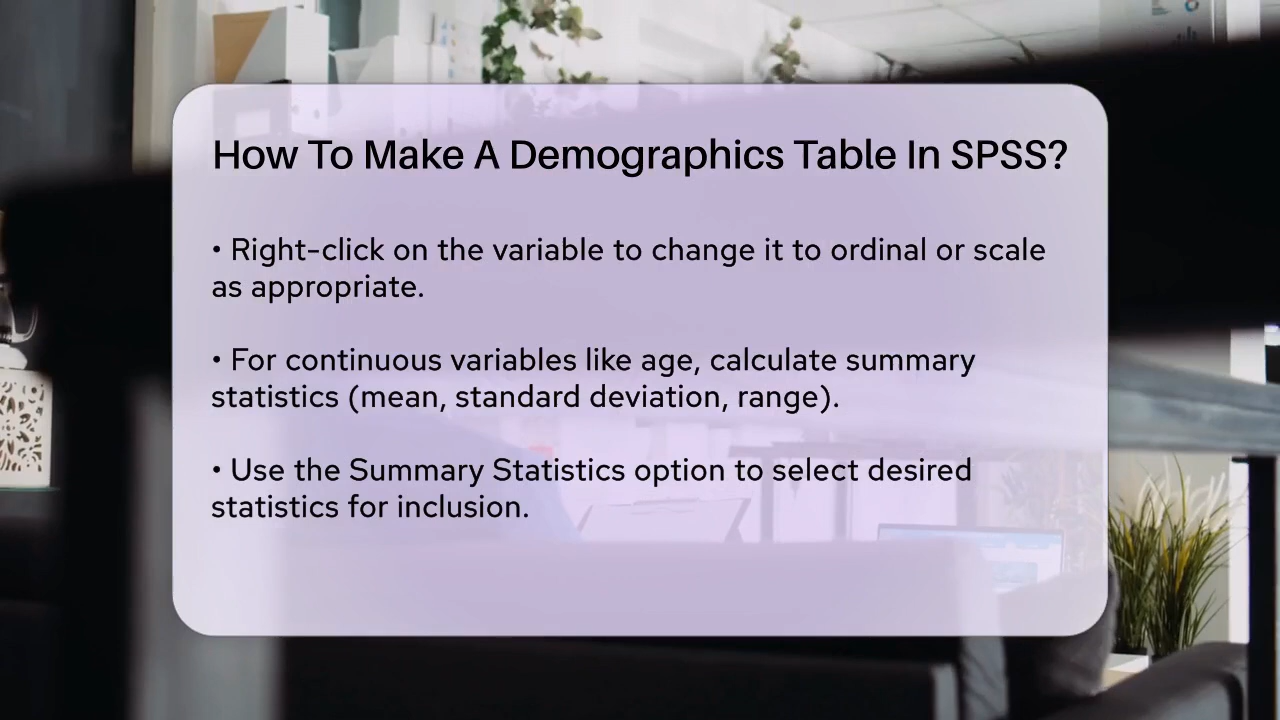 How To Make A Demographics Table In SPSS?
• Right-click on the variable to change it to ordinal or scale
as appropriate.
• For continuous variables like age, calculate summary
statistics (mean, standard deviation, range).
• Use the Summary Statistics option to select desired
statistics for inclusion.